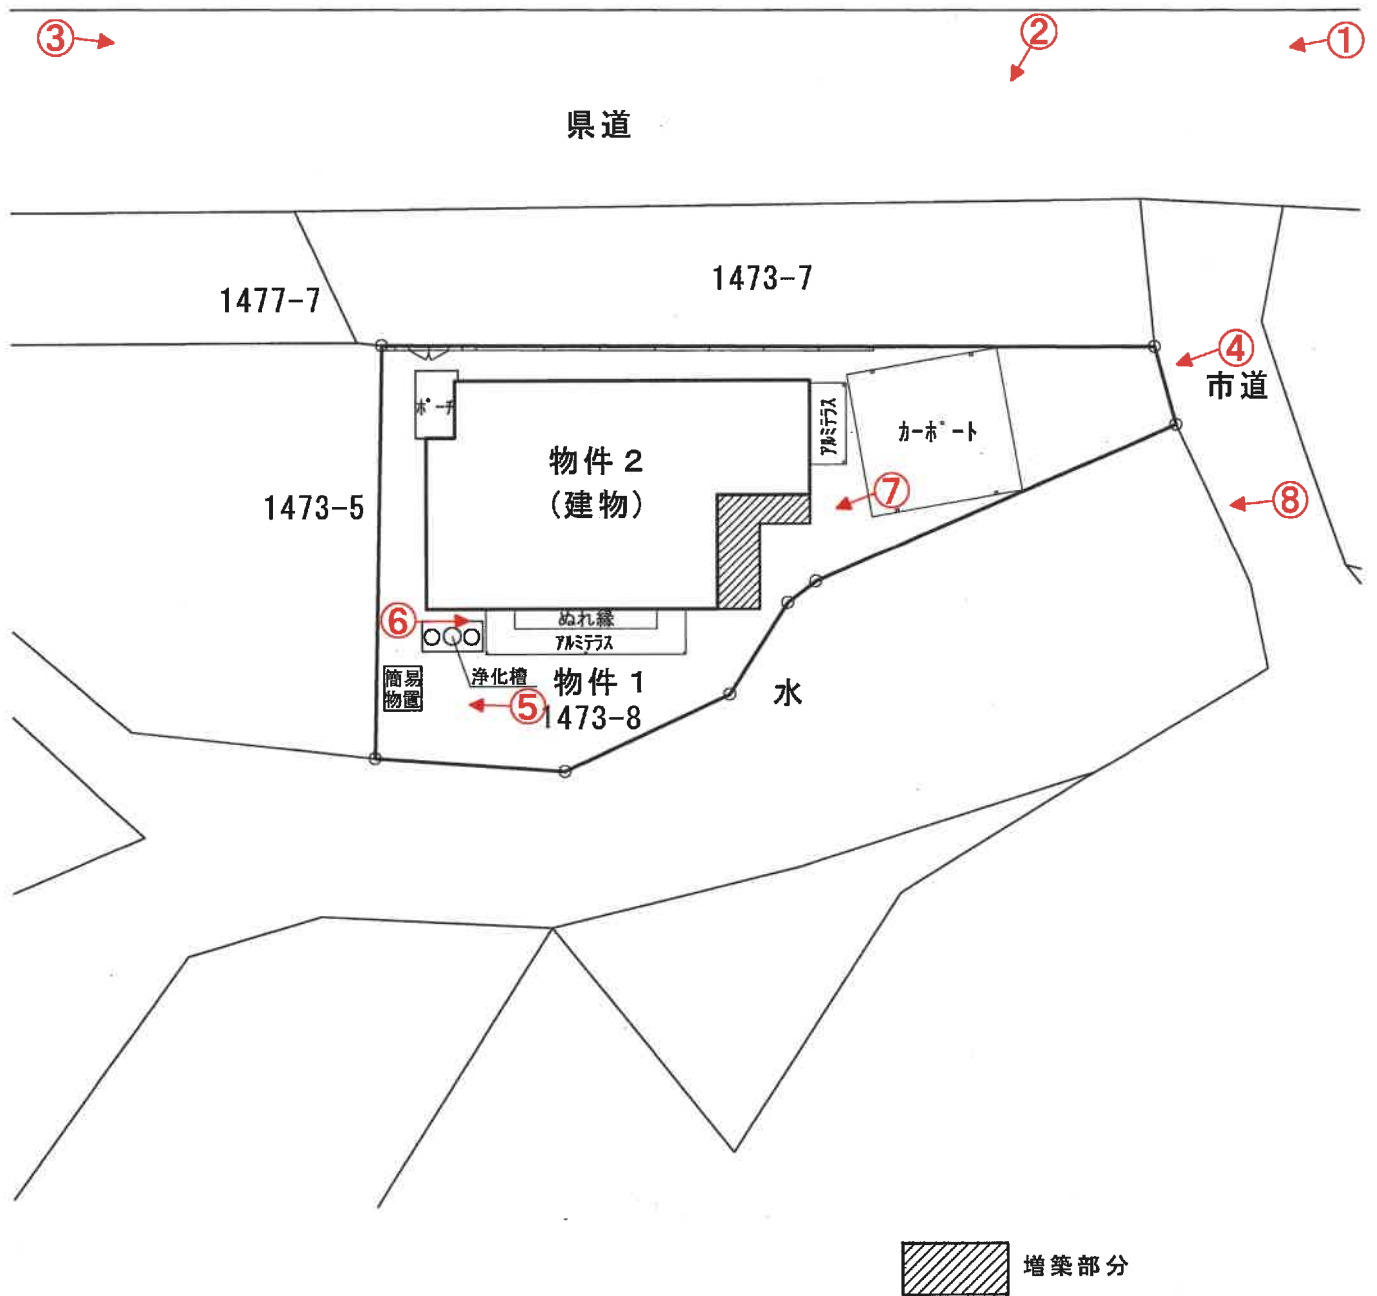 ③
②
①
県道
1473-7
1477-7
④
市道
ポーチ
アルミテラス
カーポート
物件 2
(建物)
1473-5
⑦
⑧
⑥
ぬれ縁
アルミテラス
浄化槽
物件 1
簡易
物置
⑤
1473-8
水
増築部分